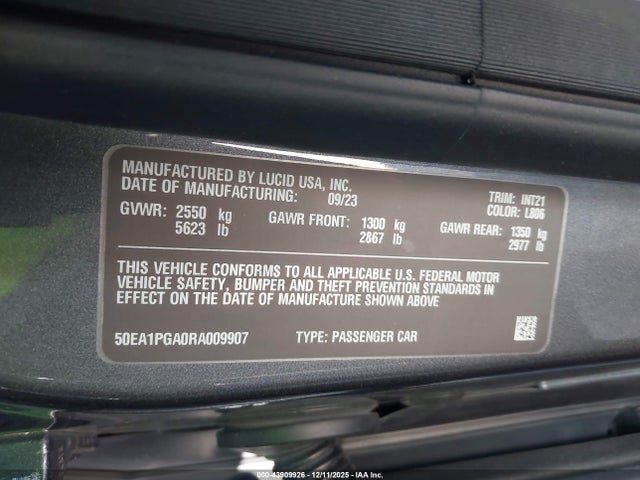 MANUFACTURED BY LUCID USA, INC.
DATE OF MANUFACTURING: 09/23
TRIM: INT21
COLOR: LB06
GVWR: 2550 kg GAWR FRONT: 1300 kg GAWR REAR: 1350 kg
5623 lb 2867 lb 2977 lb
THIS VEHICLE CONFORMS TO ALL APPLICABLE U.S. FEDERAL MOTOR
VEHICLE SAFETY, BUMPER AND THEFT PREVENTION STANDARDS IN
EFFECT ON THE DATE OF MANUFACTURE SHOWN ABOVE
50EA1PGA0RA009907 TYPE: PASSENGER CAR
000-43909926 - 12/11/2025 - IAA Inc.